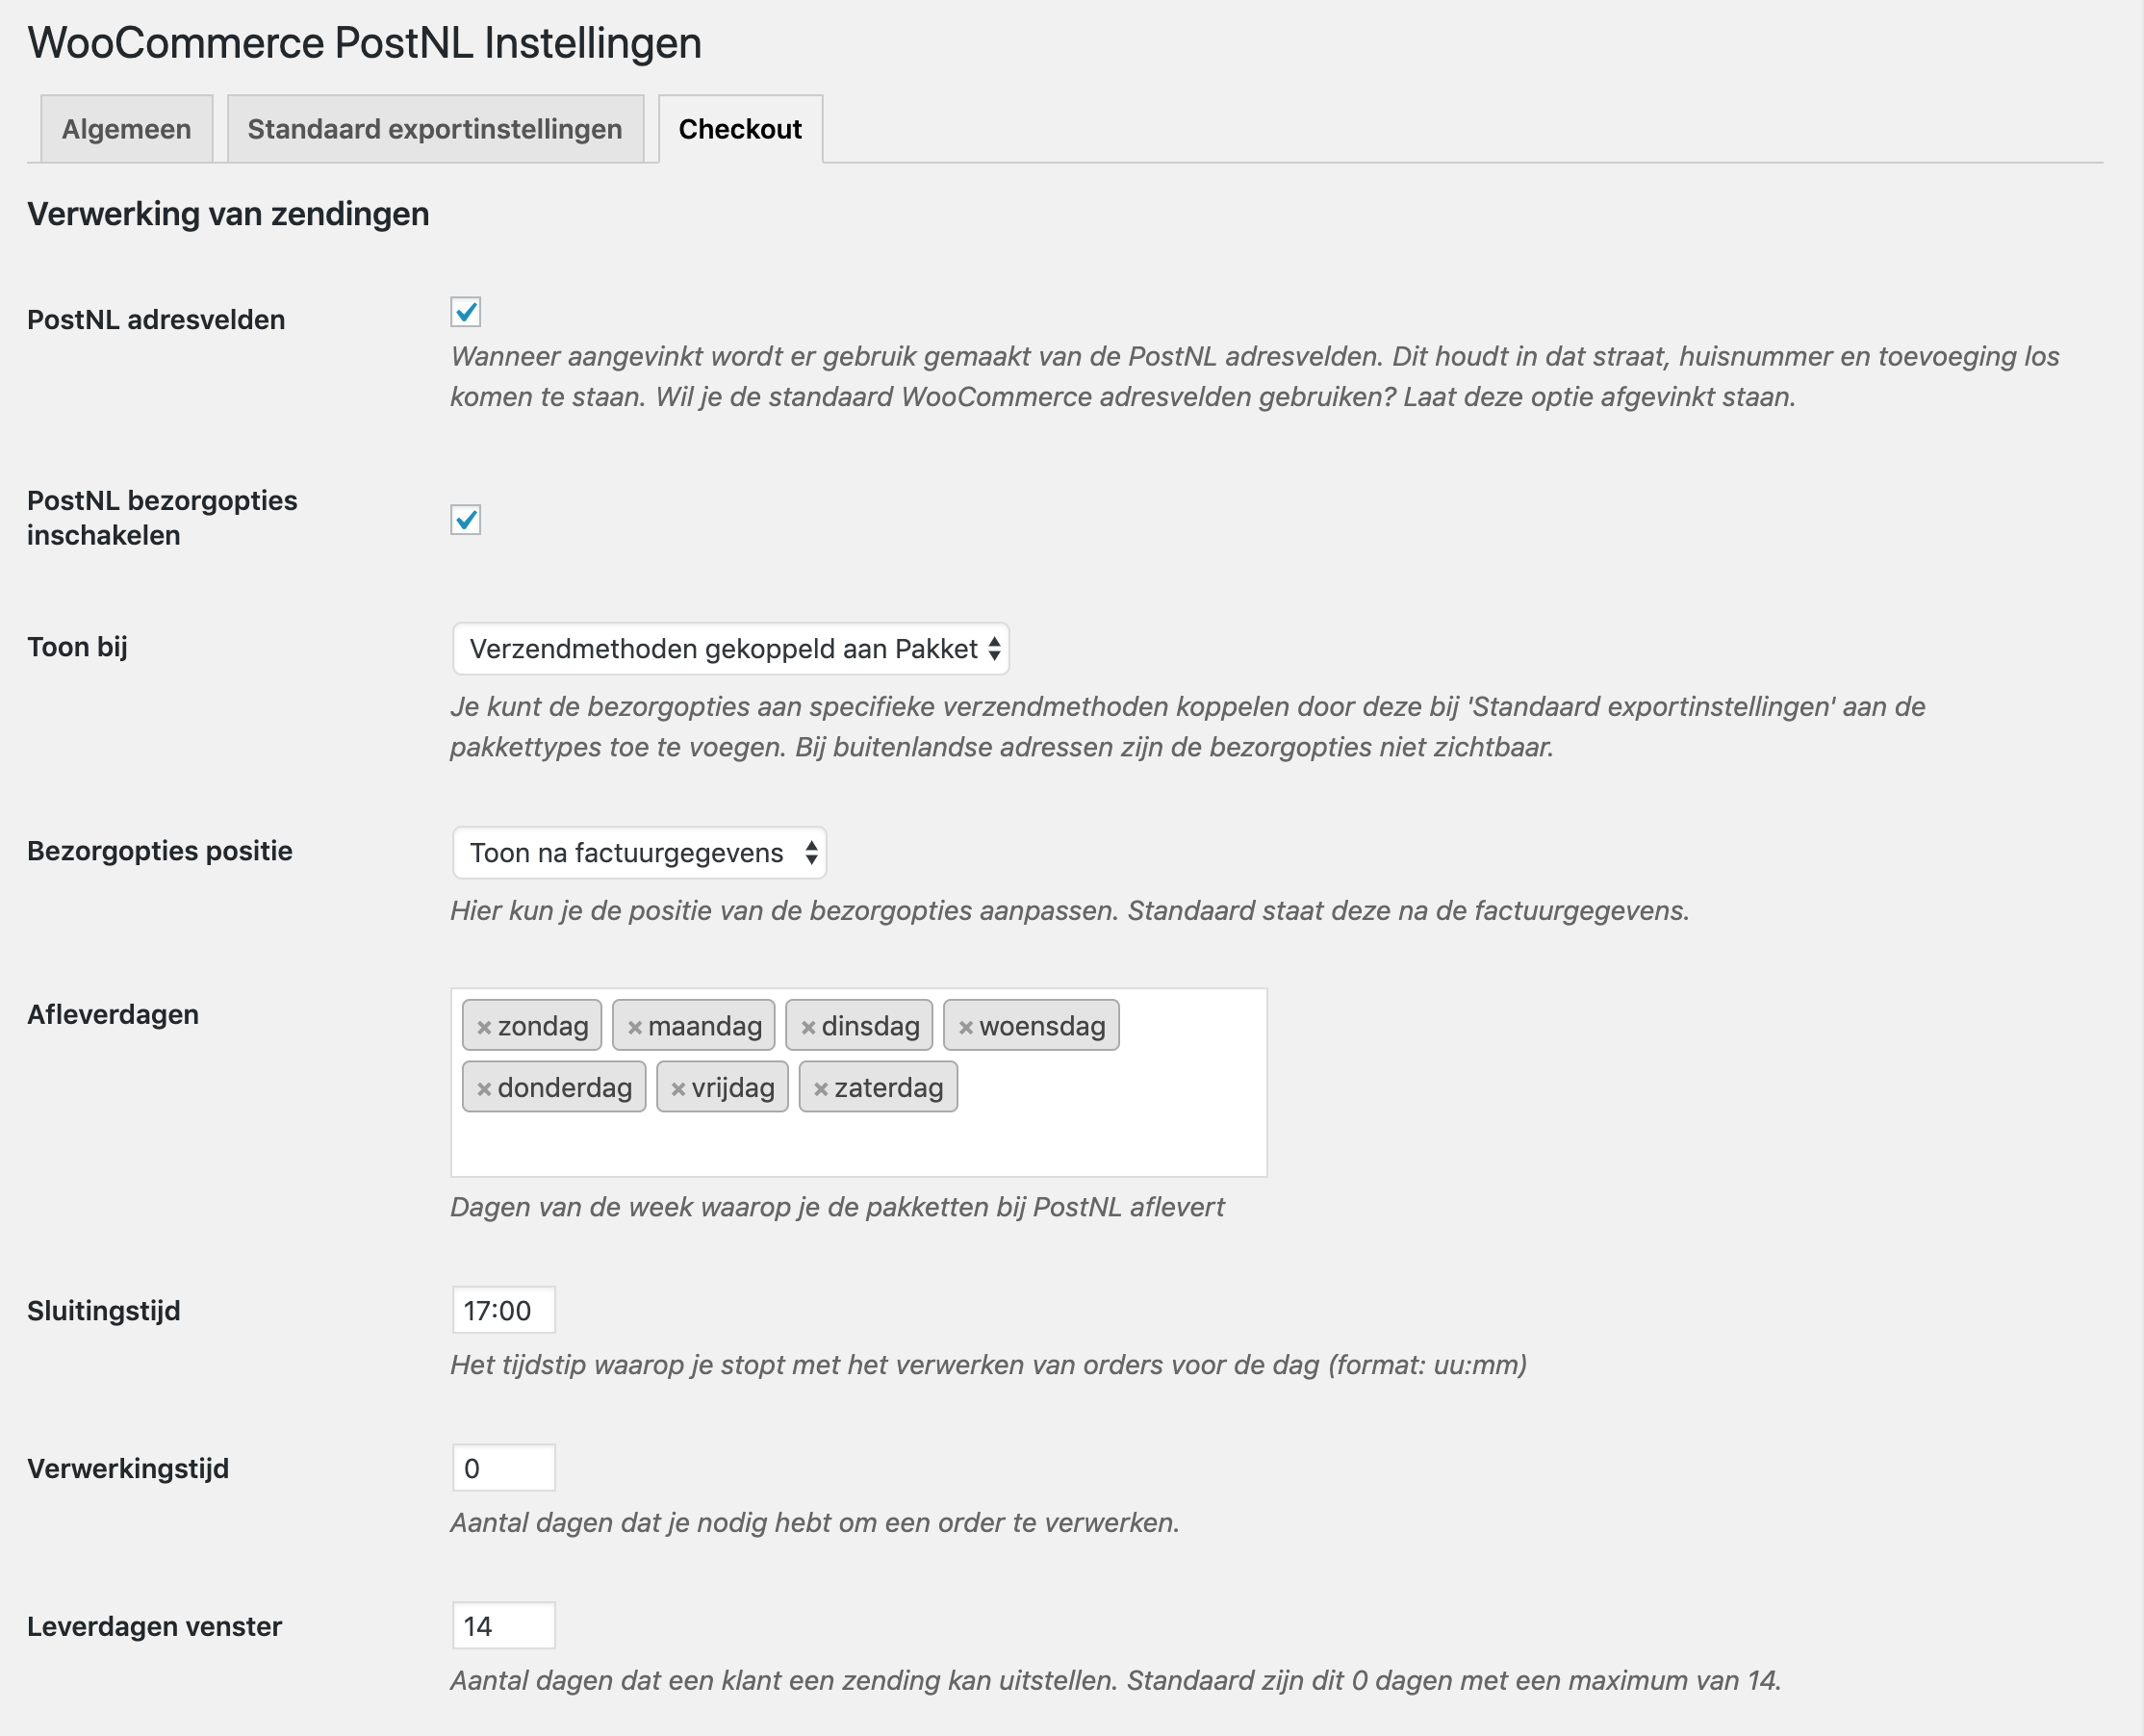 WooCommerce PostNL Instellingen
Algemeen
Standaard exportinstellingen
Checkout
Verwerking van zendingen
PostNL adresvelden
Wanneer aangevinkt wordt er gebruik gemaakt van de PostNL adresvelden. Dit houdt in dat straat, huisnummer en toevoeging los
komen te staan. Wil je de standaard WooCommerce adresvelden gebruiken? Laat deze optie afgevinkt staan.
PostNL bezorgopties
inschakelen
Toon bij
Verzendmethoden gekoppeld aan Pakket
Je kunt de bezorgopties aan specifieke verzendmethoden koppelen door deze bij 'Standaard exportinstellingen' aan de
pakkettypes toe te voegen. Bij buitenlandse adressen zijn de bezorgopties niet zichtbaar.
Bezorgopties positie
Toon na factuurgegevens
Hier kun je de positie van de bezorgopties aanpassen. Standaard staat deze na de factuurgegevens.
Afleverdagen
× zondag × maandag × dinsdag × woensdag
× donderdag × vrijdag × zaterdag
Dagen van de week waarop je de pakketten bij PostNL aflevert
Sluitingstijd
17:00
Het tijdstip waarop je stopt met het verwerken van orders voor de dag (format: uu:mm)
Verwerkingstijd
0
Aantal dagen dat je nodig hebt om een order te verwerken.
Leverdagen venster
14
Aantal dagen dat een klant een zending kan uitstellen. Standaard zijn dit 0 dagen met een maximum van 14.